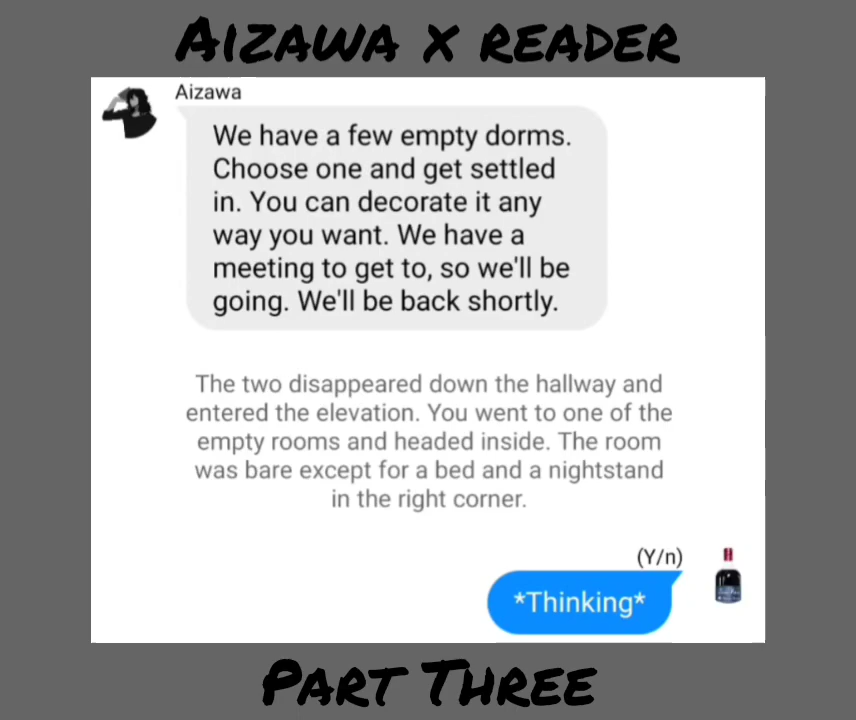 AIZAWA X READER
Aizawa
We have a few empty dorms.
Choose one and get settled
in. You can decorate it any
way you want. We have a
meeting to get to, so we'll be
going. We'll be back shortly.
The two disappeared down the hallway and
entered the elevation. You went to one of the
empty rooms and headed inside. The room
was bare except for a bed and a nightstand
in the right corner.
(Y/n)
*Thinking*
PART THREE